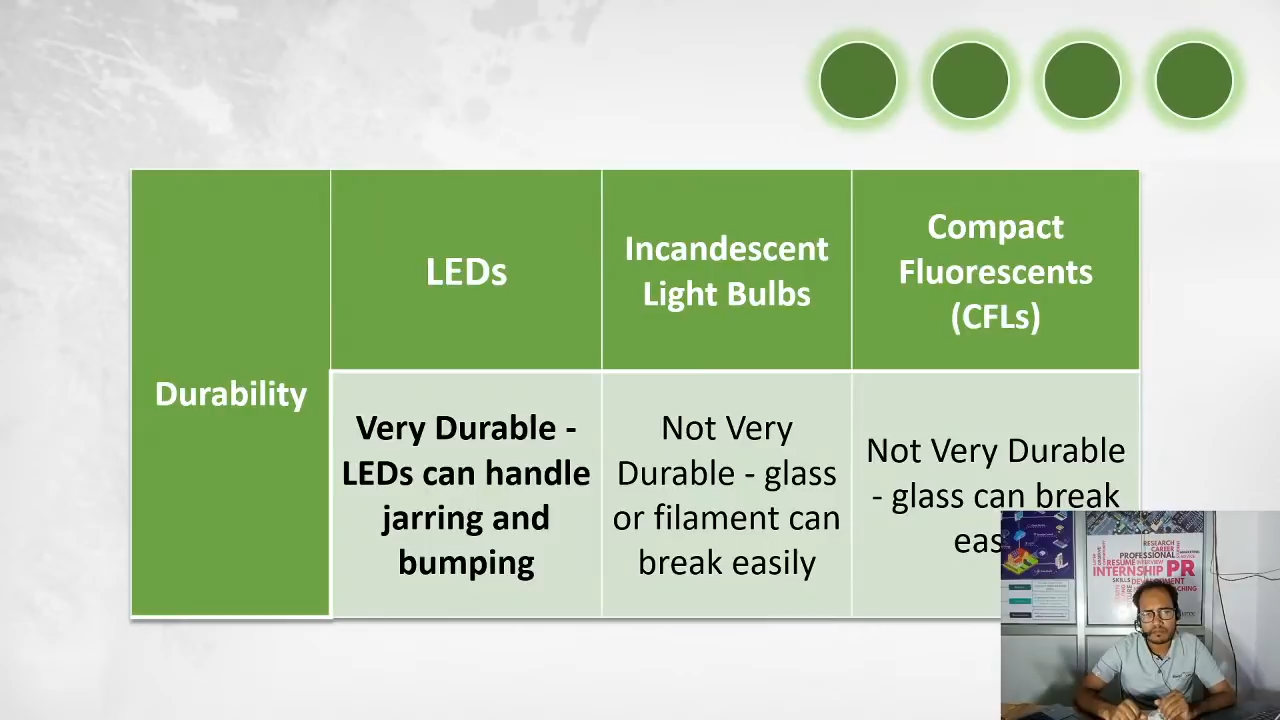 LEDs
Incandescent
Light Bulbs
Compact
Fluorescents
(CFLs)
Durability
Very Durable -
LEDs can handle
jarring and
bumping
Not Very
Durable - glass
or filament can
break easily
Not Very Durable
- glass can break
RESEARCH
CAREER
PROFESSIONAL
RESUME INTERVIEW
INTERNSHIP PR
SKILLS